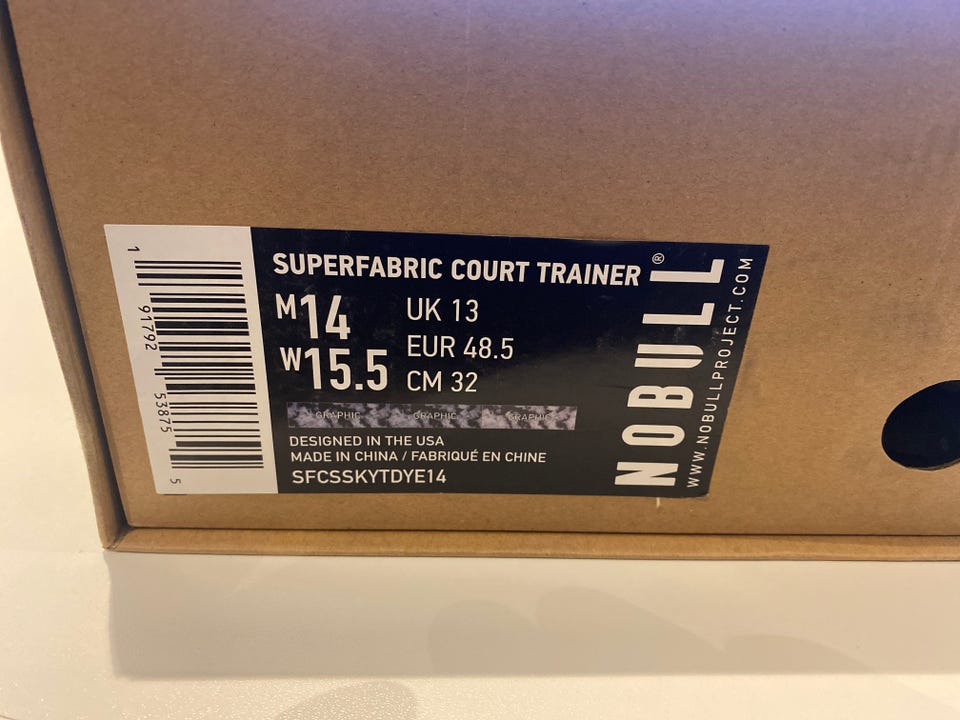 1 91792 53875 5
SUPERFABRIC COURT TRAINER
M14
W15.5
UK 13
EUR 48.5
CM 32
GRAPHIC GRAPHIC GRAPHIC
DESIGNED IN THE USA
MADE IN CHINA / FABRIQUÉ EN CHINE
SFCSSKYTDYE14
NOBULL®
WWW.NOBULLPROJECT.COM